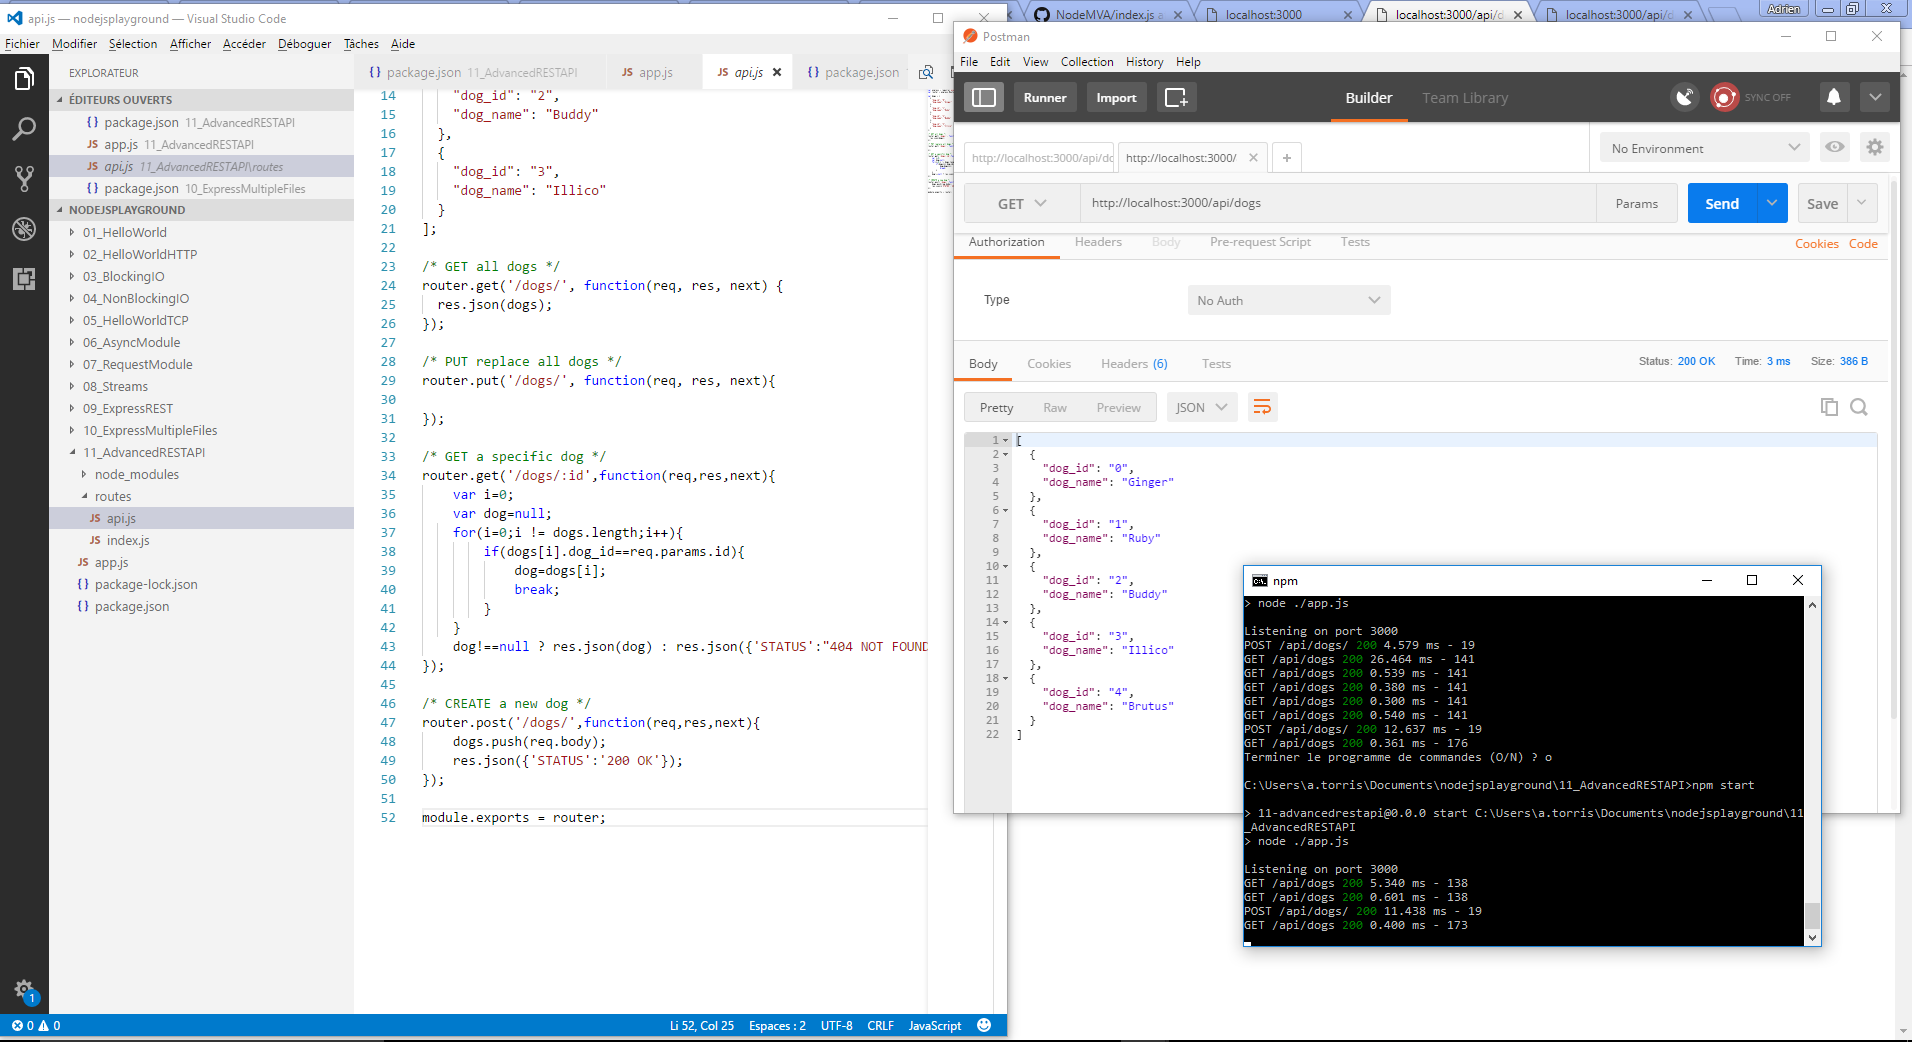 api.js — nodejsplayground — Visual Studio Code
Fichier Modifier Sélection Afficher Accéder Déboguer Tâches Aide
EXPLORATEUR
ÉDITEURS OUVERTS
{} package.json 11_AdvancedRESTAPI
JS app.js 11_AdvancedRESTAPI
JS api.js 11_AdvancedRESTAPI\routes
{} package.json 10_ExpressMultipleFiles
NODEJSPLAYGROUND
01_HelloWorld
02_HelloWorldHTTP
03_BlockingIO
04_NonBlockingIO
05_HelloWorldTCP
06_AsyncModule
07_RequestModule
08_Streams
09_ExpressREST
10_ExpressMultipleFiles
11_AdvancedRESTAPI
node_modules
routes
JS api.js
JS index.js
JS app.js
{} package-lock.json
{} package.json
1
{} package.json 11_AdvancedRESTAPI JS app.js JS api.js {} package.json
14 "dog_id": "2",
15 "dog_name": "Buddy"
16 },
17 {
18 "dog_id": "3",
19 "dog_name": "Illico"
20 }
21 ];
22
23 /* GET all dogs */
24 router.get('/dogs/', function(req, res, next) {
25 res.json(dogs);
26 });
27
28 /* PUT replace all dogs */
29 router.put('/dogs/', function(req, res, next){
30
31 });
32
33 /* GET a specific dog */
34 router.get('/dogs/:id',function(req,res,next){
35 var i=0;
36 var dog=null;
37 for(i=0;i != dogs.length;i++){
38 if(dogs[i].dog_id==req.params.id){
39 dog=dogs[i];
40 break;
41 }
42 }
43 dog!==null ? res.json(dog) : res.json({'STATUS':"404 NOT FOUND
44 });
45
46 /* CREATE a new dog */
47 router.post('/dogs/',function(req,res,next){
48 dogs.push(req.body);
49 res.json({'STATUS':'200 OK'});
50 });
51
52 module.exports = router;
0 0 Li 52, Col 25 Espaces : 2 UTF-8 CRLF JavaScript
NodeMVA/index.js a localhost:3000 localhost:3000/api/d localhost:3000/api/d Adrien
Postman
File Edit View Collection History Help
Runner Import Builder Team Library SYNC OFF
http://localhost:3000/api/dc http://localhost:3000/ + No Environment
GET http://localhost:3000/api/dogs Params Send Save
Authorization Headers Body Pre-request Script Tests Cookies Code
Type No Auth
Body Cookies Headers (6) Tests Status: 200 OK Time: 3 ms Size: 386 B
Pretty Raw Preview JSON
1 [
2 {
3 "dog_id": "0",
4 "dog_name": "Ginger"
5 },
6 {
7 "dog_id": "1",
8 "dog_name": "Ruby"
9 },
10 {
11 "dog_id": "2",
12 "dog_name": "Buddy"
13 },
14 {
15 "dog_id": "3",
16 "dog_name": "Illico"
17 },
18 {
19 "dog_id": "4",
20 "dog_name": "Brutus"
21 }
22 ]
C:\. npm
> node ./app.js
Listening on port 3000
POST /api/dogs/ 200 4.579 ms - 19
GET /api/dogs 200 26.464 ms - 141
GET /api/dogs 200 0.539 ms - 141
GET /api/dogs 200 0.380 ms - 141
GET /api/dogs 200 0.300 ms - 141
GET /api/dogs 200 0.540 ms - 141
POST /api/dogs/ 200 12.637 ms - 19
GET /api/dogs 200 0.361 ms - 176
Terminer le programme de commandes (O/N) ? o
C:\Users\a.torris\Documents\nodejsplayground\11_AdvancedRESTAPI>npm start
> 11-advancedrestapi@0.0.0 start C:\Users\a.torris\Documents\nodejsplayground\11
_AdvancedRESTAPI
> node ./app.js
Listening on port 3000
GET /api/dogs 200 5.340 ms - 138
GET /api/dogs 200 0.601 ms - 138
POST /api/dogs/ 200 11.438 ms - 19
GET /api/dogs 200 0.400 ms - 173